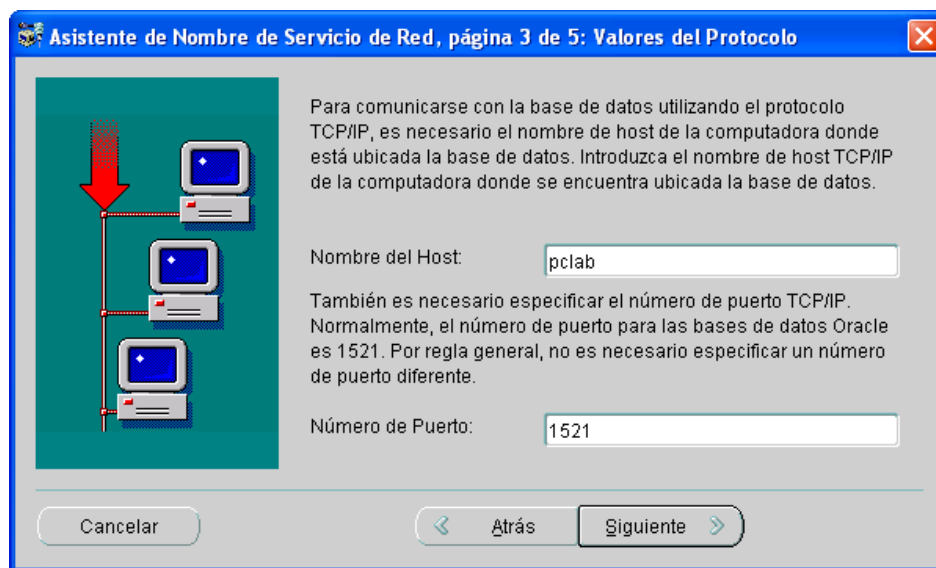 Asistente de Nombre de Servicio de Red, página 3 de 5: Valores del Protocolo
Para comunicarse con la base de datos utilizando el protocolo
TCP/IP, es necesario el nombre de host de la computadora donde
está ubicada la base de datos. Introduzca el nombre de host TCP/IP
de la computadora donde se encuentra ubicada la base de datos.
Nombre del Host: pclab
También es necesario especificar el número de puerto TCP/IP.
Normalmente, el número de puerto para las bases de datos Oracle
es 1521. Por regla general, no es necesario especificar un número
de puerto diferente.
Número de Puerto: 1521
Cancelar Atrás Siguiente